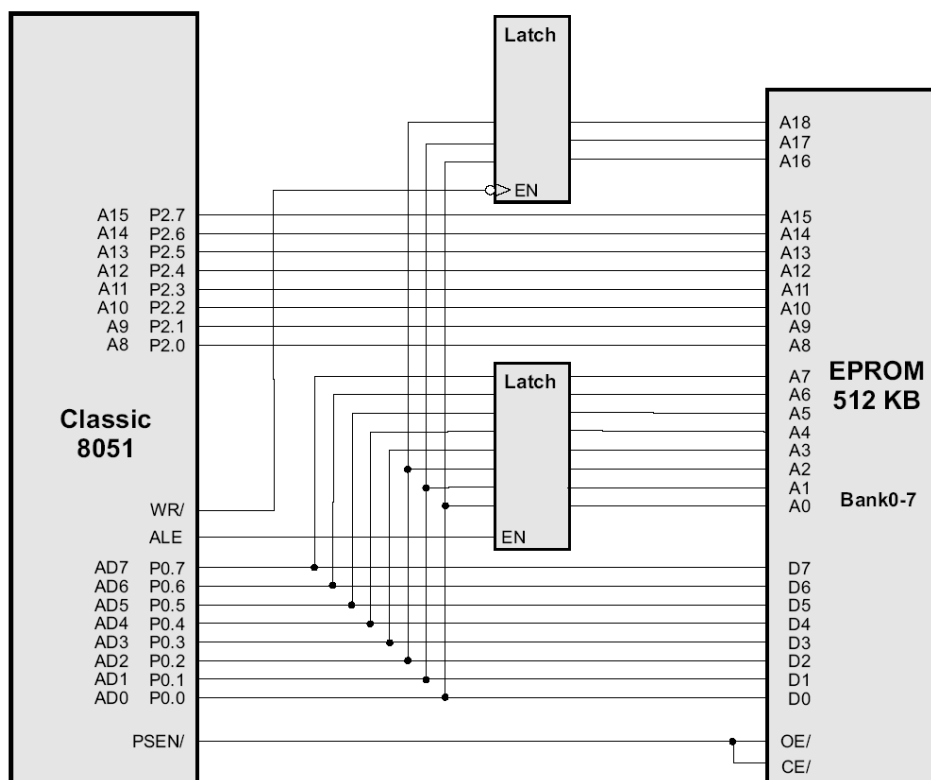 Latch
EN
A15 P2.7
A14 P2.6
A13 P2.5
A12 P2.4
A11 P2.3
A10 P2.2
A9 P2.1
A8 P2.0
Classic
8051
WR/
ALE
AD7 P0.7
AD6 P0.6
AD5 P0.5
AD4 P0.4
AD3 P0.3
AD2 P0.2
AD1 P0.1
AD0 P0.0
PSEN/
Latch
EN
A18
A17
A16
A15
A14
A13
A12
A11
A10
A9
A8
A7
A6
A5
A4
A3
A2
A1
A0
EPROM
512 KB
Bank0-7
D7
D6
D5
D4
D3
D2
D1
D0
OE/
CE/